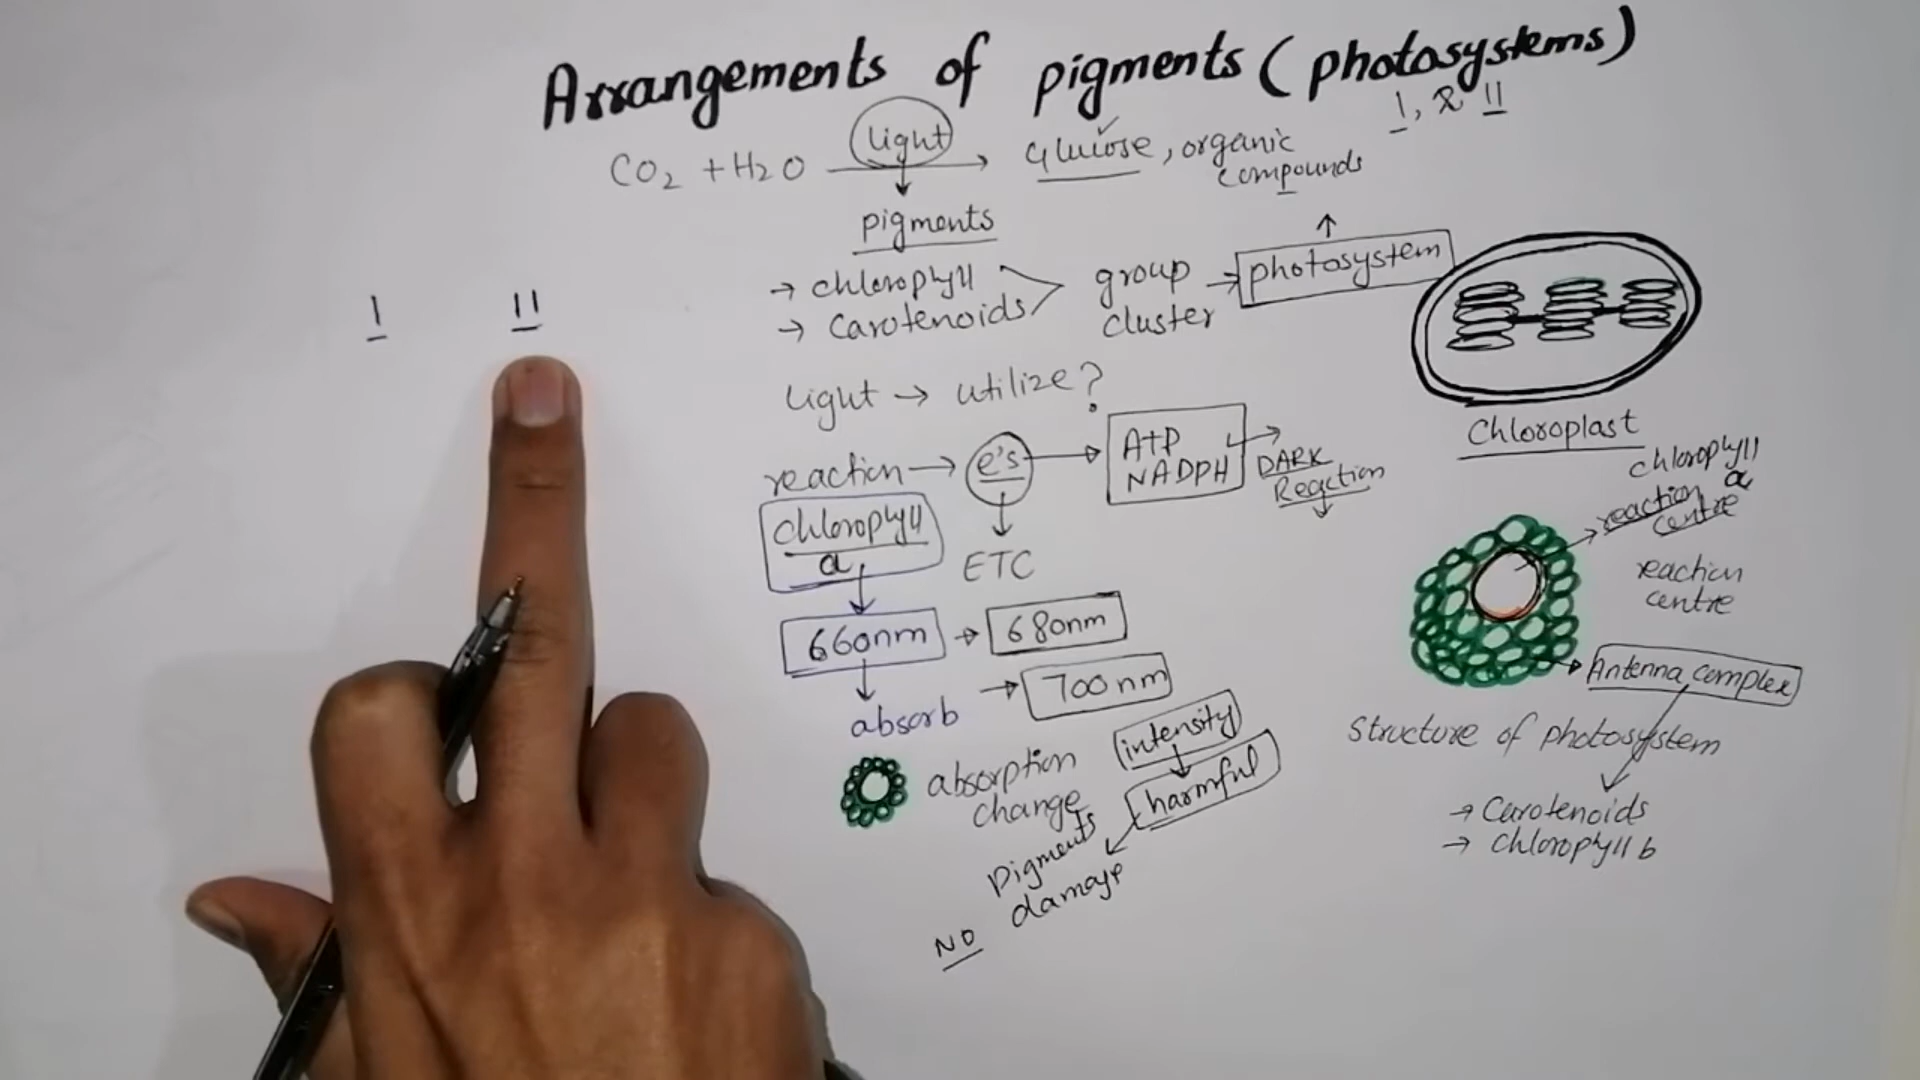 Arrangements of pigments (photosystems)
I, & II
CO2 + H2O light → Glucose, organic
compounds
pigments
→ chlorophyll
→ Carotenoids
group → photosystem
cluster
I II
light → utilize?
reaction → e's → ATP
NADPH
DARK
Reaction
chlorophyll
a
ETC
660nm → 680nm
→ 700nm
absorb
absorption
change
intensity
harmful
Pigments
damage
NO
Chloroplast
chlorophyll
a
reaction
centre
reaction
centre
Antenna complex
Structure of photosystem
→ Carotenoids
→ Chlorophyll b